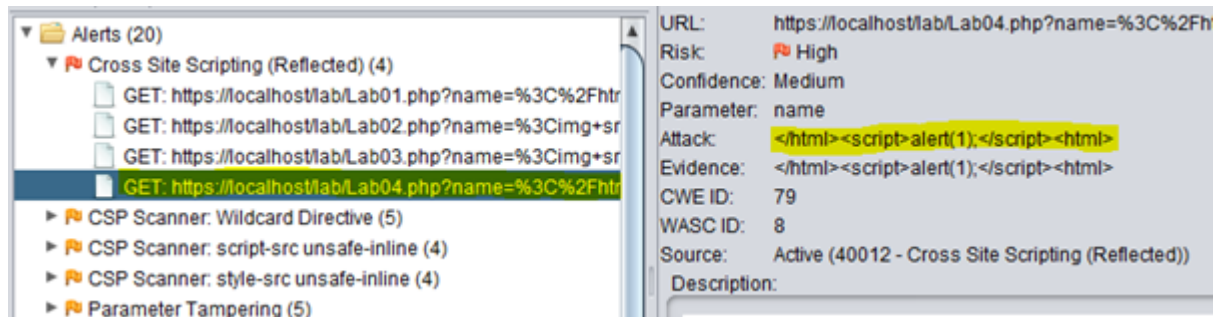 Alerts (20)
Cross Site Scripting (Reflected) (4)
GET: https://localhost/lab/Lab01.php?name=%3C%2Fhtr
GET: https://localhost/lab/Lab02.php?name=%3Cimg+sr
GET: https://localhost/lab/Lab03.php?name=%3Cimg+sr
GET: https://localhost/lab/Lab04.php?name=%3C%2Fhtr
CSP Scanner: Wildcard Directive (5)
CSP Scanner: script-src unsafe-inline (4)
CSP Scanner: style-src unsafe-inline (4)
Parameter Tampering (5)
URL: https://localhost/lab/Lab04.php?name=%3C%2Fh
Risk: High
Confidence: Medium
Parameter: name
Attack: </html><script>alert(1);</script><html>
Evidence: </html><script>alert(1);</script><html>
CWE ID: 79
WASC ID: 8
Source: Active (40012 - Cross Site Scripting (Reflected))
Description: